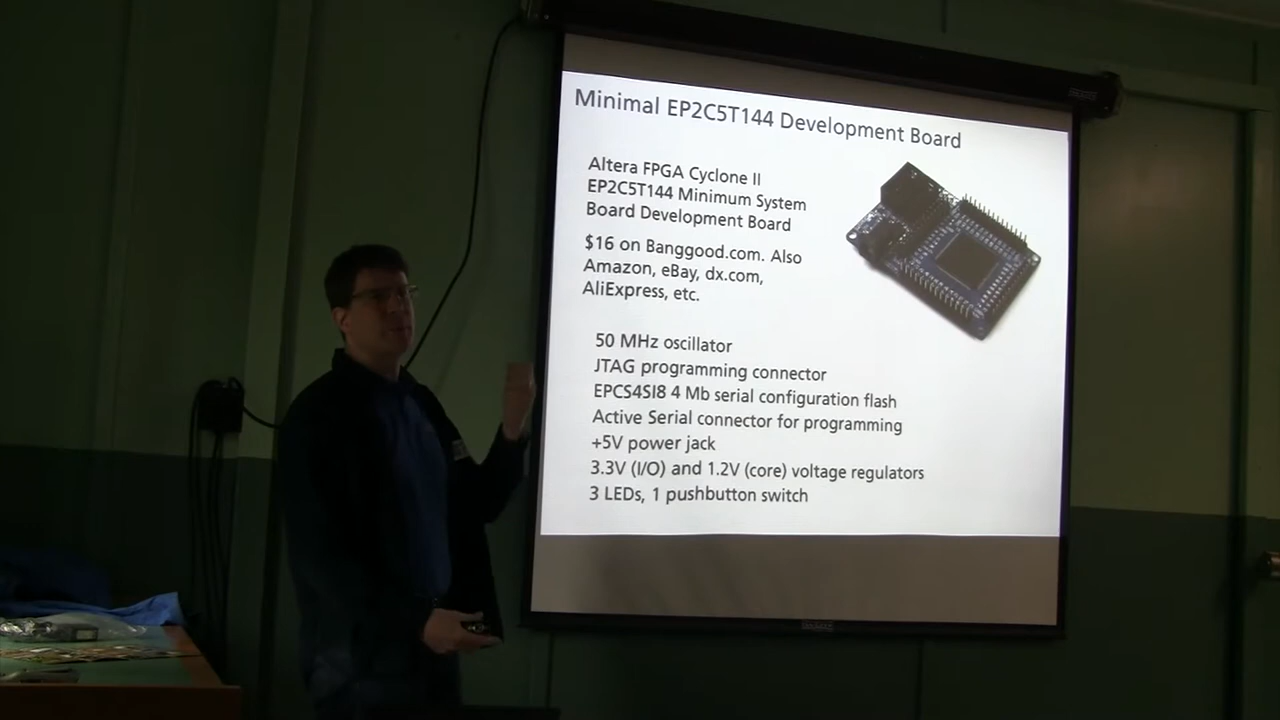 Minimal EP2C5T144 Development Board
Altera FPGA Cyclone II
EP2C5T144 Minimum System
Board Development Board
$16 on Banggood.com. Also
Amazon, eBay, dx.com,
AliExpress, etc.
50 MHz oscillator
JTAG programming connector
EPCS4SI8 4 Mb serial configuration flash
Active Serial connector for programming
+5V power jack
3.3V (I/O) and 1.2V (core) voltage regulators
3 LEDs, 1 pushbutton switch